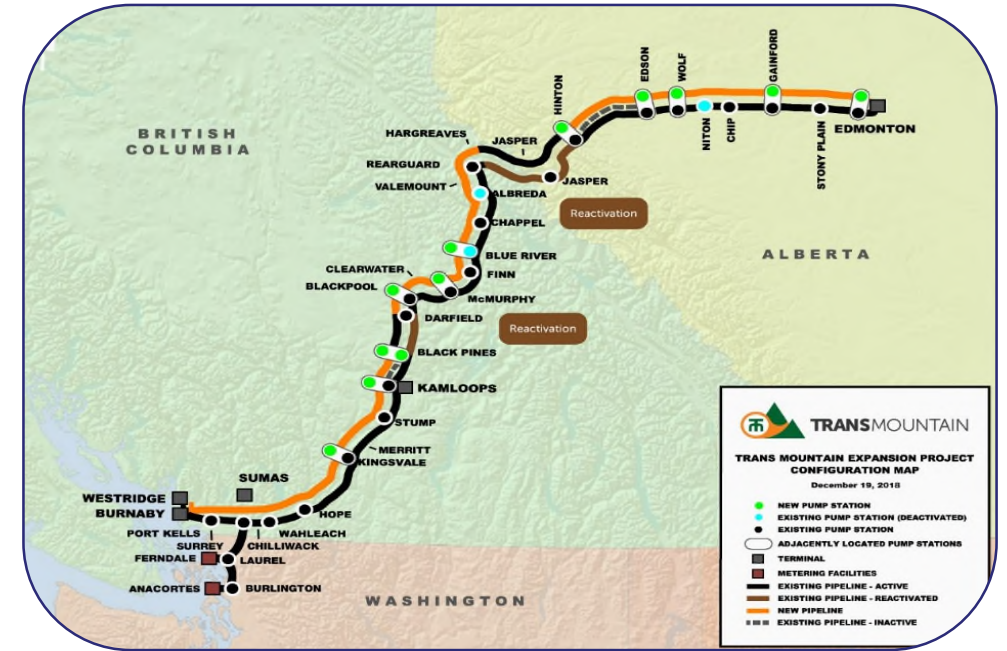 BRITISH
COLUMBIA
HARGREAVES
JASPER
HINTON
EDSON
WOLF
NITON
CHIP
GAINFORD
STONY PLAIN
EDMONTON
REARGUARD
VALEMOUNT
JASPER
ALBREDA
Reactivation
CHAPPEL
ALBERTA
BLUE RIVER
CLEARWATER
FINN
BLACKPOOL
McMURPHY
DARFIELD
Reactivation
BLACK PINES
KAMLOOPS
STUMP
MERRITT
KINGSVALE
SUMAS
WESTRIDGE
BURNABY
HOPE
PORT KELLS
WAHLEACH
SURREY
CHILLIWACK
FERNDALE
LAUREL
ANACORTES
BURLINGTON
WASHINGTON
TRANSMOUNTAIN
TRANS MOUNTAIN EXPANSION PROJECT
CONFIGURATION MAP
December 19, 2018
NEW PUMP STATION
EXISTING PUMP STATION (DEACTIVATED)
EXISTING PUMP STATION
ADJACENTLY LOCATED PUMP STATIONS
TERMINAL
METERING FACILITIES
EXISTING PIPELINE - ACTIVE
EXISTING PIPELINE - REACTIVATED
NEW PIPELINE
EXISTING PIPELINE - INACTIVE